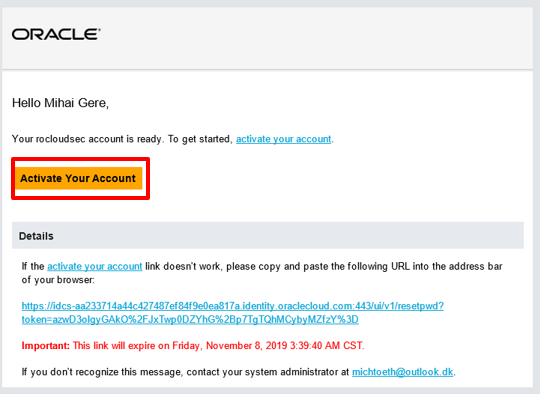 ORACLE®
Hello Mihai Gere,
Your rocloudsec account is ready. To get started, activate your account.
Activate Your Account
Details
If the activate your account link doesn't work, please copy and paste the following URL into the address bar
of your browser:
https://idcs-aa233714a44c427487ef84f9e0ea817a.identity.oraclecloud.com:443/ui/v1/resetpwd?
token=azwD3olgyGAkO%2FJxTwp0DZYhG%2Bp7TgTQhMCybyMZfzY%3D
Important: This link will expire on Friday, November 8, 2019 3:39:40 AM CST.
If you don't recognize this message, contact your system administrator at michtoeth@outlook.dk.